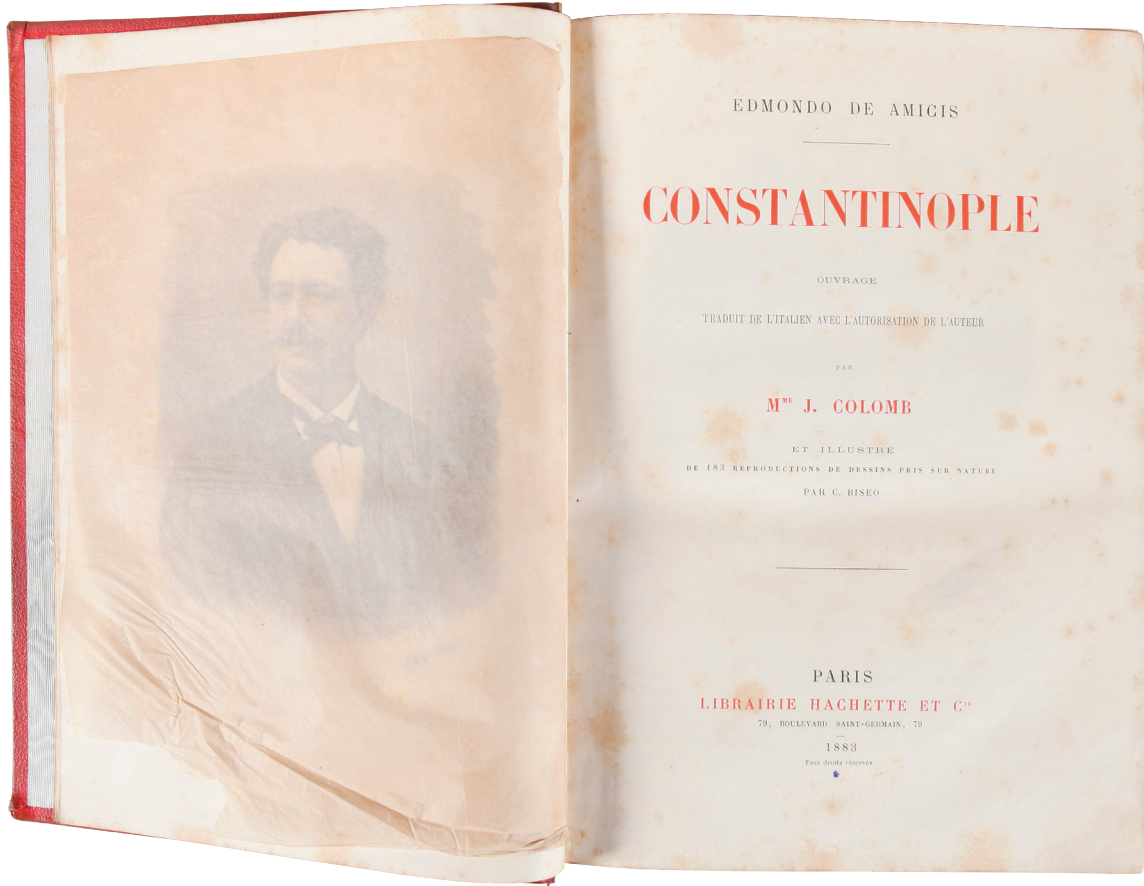 EDMONDO DE AMICIS
CONSTANTINOPLE
OUVRAGE
TRADUIT DE L'ITALIEN AVEC L'AUTORISATION DE L'AUTEUR
PAR
Mme J. COLOMB
ET ILLUSTRÉ
DE 183 REPRODUCTIONS DE DESSINS PRIS SUR NATURE
PAR C. BISEO
PARIS
LIBRAIRIE HACHETTE ET Cie
79, BOULEVARD SAINT-GERMAIN, 79
1883
Tous droits réservés